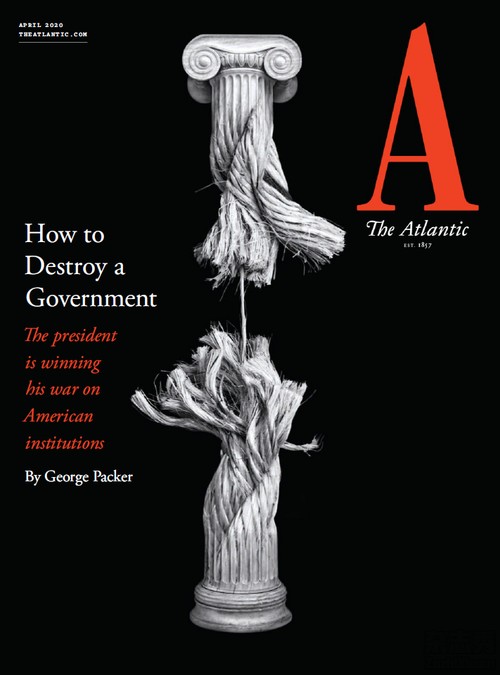 APRIL 2020
THEATLANTIC.COM
A
The Atlantic
EST. 1857
How to
Destroy a
Government
The president
is winning
his war on
American
institutions
By George Packer